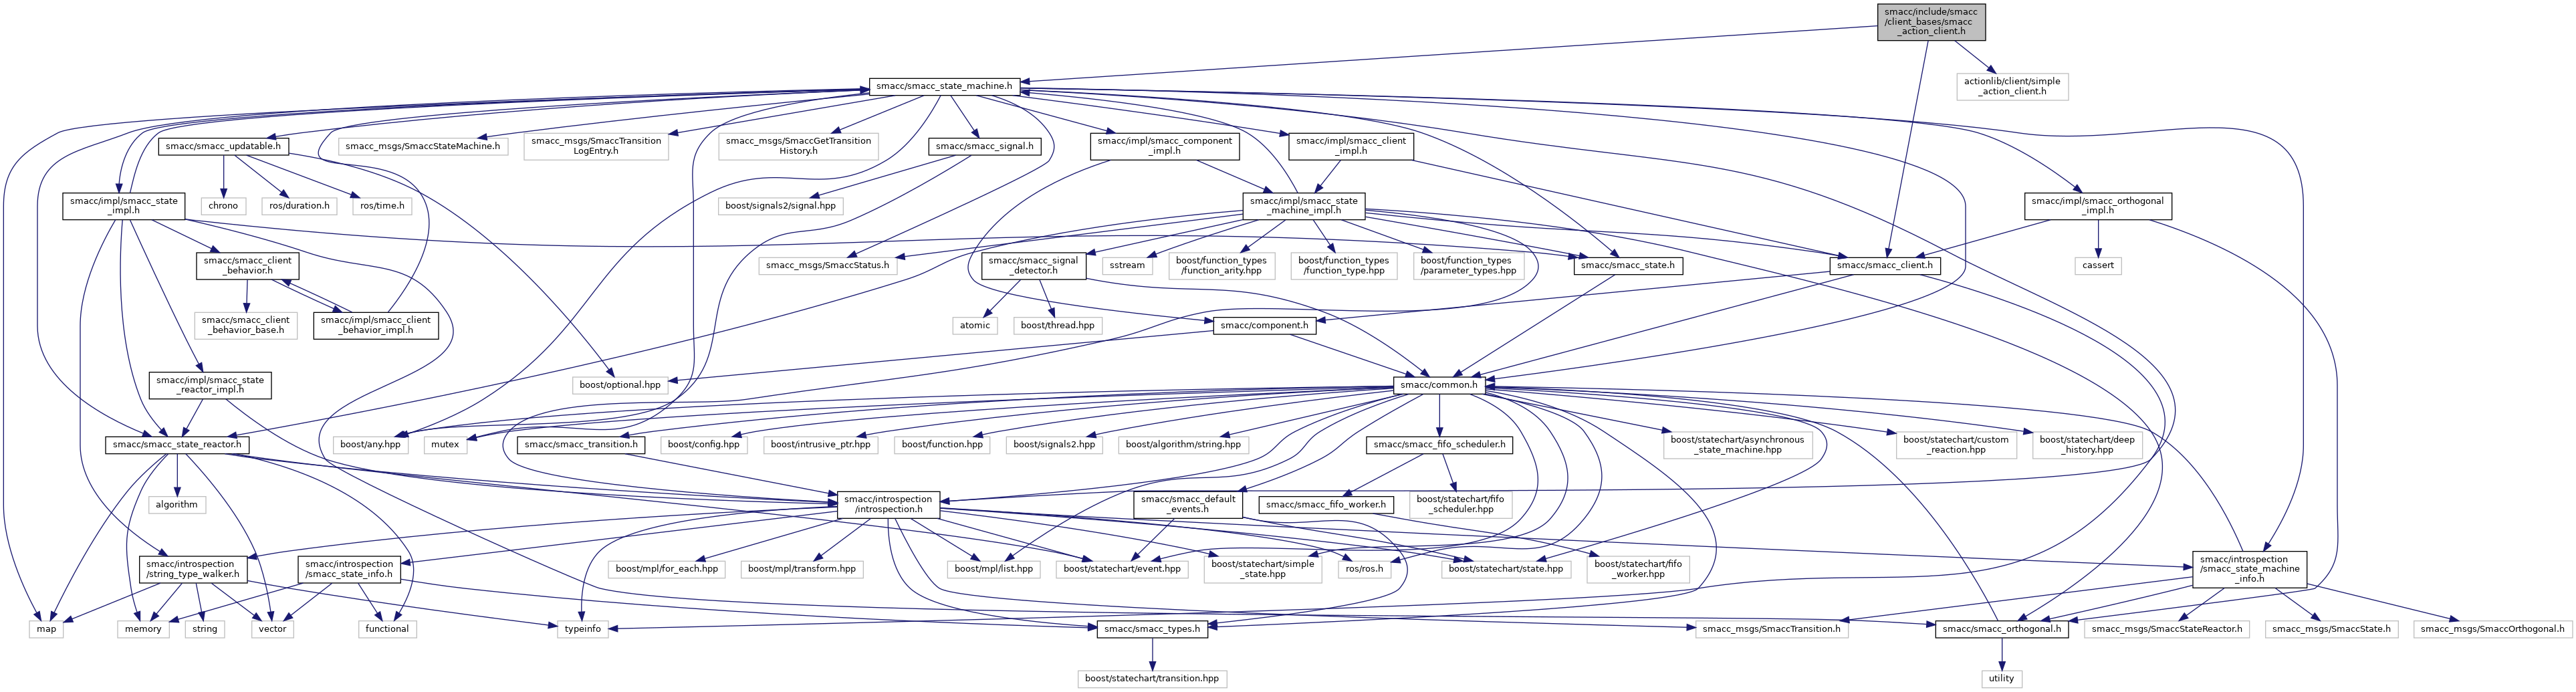 smacc/include/smacc
/client_bases/smacc
_action_client.h
smacc/smacc_state_machine.h
actionlib/client/simple
_action_client.h
smacc/smacc_updatable.h
smacc_msgs/SmaccStateMachine.h
smacc_msgs/SmaccTransition
LogEntry.h
smacc_msgs/SmaccGetTransition
History.h
smacc/smacc_signal.h
smacc/impl/smacc_component
_impl.h
smacc/impl/smacc_client
_impl.h
smacc/impl/smacc_state
_impl.h
chrono
ros/duration.h
ros/time.h
boost/signals2/signal.hpp
smacc/impl/smacc_state
_machine_impl.h
smacc/impl/smacc_orthogonal
_impl.h
smacc/smacc_client
_behavior.h
smacc_msgs/SmaccStatus.h
smacc/smacc_signal
_detector.h
sstream
boost/function_types
/function_arity.hpp
boost/function_types
/function_type.hpp
boost/function_types
/parameter_types.hpp
smacc/smacc_state.h
smacc/smacc_client.h
cassert
smacc/smacc_client
_behavior_base.h
smacc/impl/smacc_client
_behavior_impl.h
atomic
boost/thread.hpp
smacc/component.h
smacc/impl/smacc_state
_reactor_impl.h
boost/optional.hpp
smacc/common.h
smacc/smacc_state_reactor.h
boost/any.hpp
mutex
smacc/smacc_transition.h
boost/config.hpp
boost/intrusive_ptr.hpp
boost/function.hpp
boost/signals2.hpp
boost/algorithm/string.hpp
smacc/smacc_fifo_scheduler.h
boost/statechart/asynchronous
_state_machine.hpp
boost/statechart/custom
_reaction.hpp
boost/statechart/deep
_history.hpp
algorithm
smacc/introspection
/introspection.h
smacc/smacc_default
_events.h
smacc/smacc_fifo_worker.h
boost/statechart/fifo
_scheduler.hpp
smacc/introspection
/string_type_walker.h
smacc/introspection
/smacc_state_info.h
boost/mpl/for_each.hpp
boost/mpl/transform.hpp
boost/mpl/list.hpp
boost/statechart/event.hpp
boost/statechart/simple
_state.hpp
ros/ros.h
boost/statechart/state.hpp
boost/statechart/fifo
_worker.hpp
smacc/introspection
/smacc_state_machine
_info.h
map
memory
string
vector
functional
typeinfo
smacc/smacc_types.h
smacc_msgs/SmaccTransition.h
smacc/smacc_orthogonal.h
smacc_msgs/SmaccStateReactor.h
smacc_msgs/SmaccState.h
smacc_msgs/SmaccOrthogonal.h
boost/statechart/transition.hpp
utility